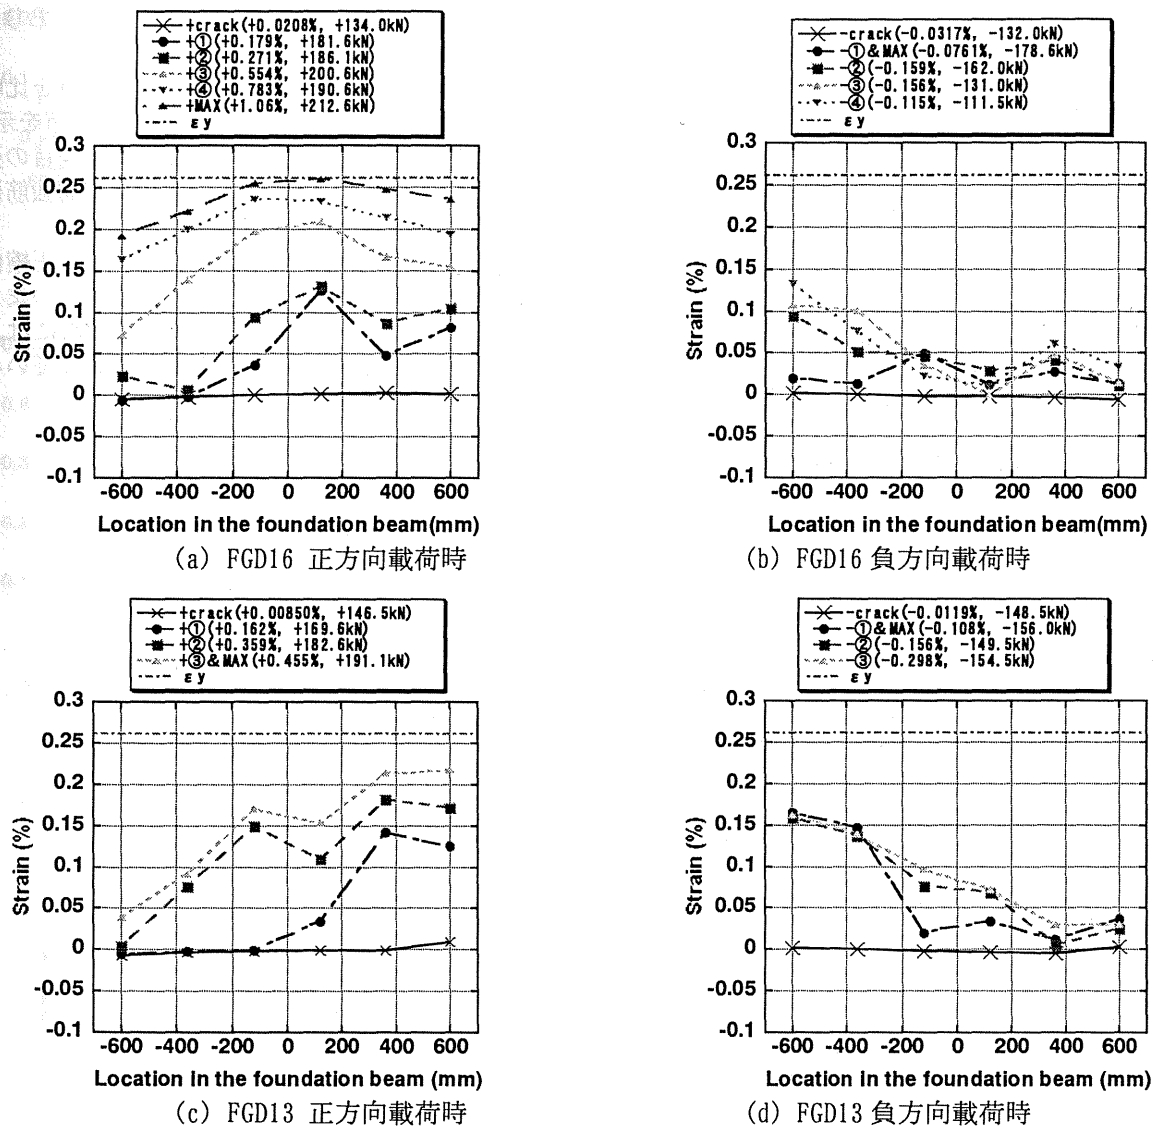 +crack(+0.0208%, +134.0kN)
+①(+0.179%, +181.6kN)
+②(+0.271%, +186.1kN)
+③(+0.554%, +200.6kN)
+④(+0.783%, +190.6kN)
+MAX(+1.06%, +212.6kN)
εy
0.3
0.25
0.2
0.15
0.1
0.05
0
-0.05
-0.1
Strain (%)
-600 -400 -200 0 200 400 600
Location in the foundation beam(mm)
(a) FGD16 正方向載荷時
-crack(-0.0317%, -132.0kN)
-①&MAX(-0.0761%, -178.6kN)
-②(-0.159%, -162.0kN)
-③(-0.156%, -131.0kN)
-④(-0.115%, -111.5kN)
εy
0.3
0.25
0.2
0.15
0.1
0.05
0
-0.05
-0.1
Strain (%)
-600 -400 -200 0 200 400 600
Location in the foundation beam(mm)
(b) FGD16 負方向載荷時
+crack(+0.00850%, +146.5kN)
+①(+0.162%, +169.6kN)
+②(+0.359%, +182.6kN)
+③&MAX(+0.455%, +191.1kN)
εy
0.3
0.25
0.2
0.15
0.1
0.05
0
-0.05
-0.1
Strain (%)
-600 -400 -200 0 200 400 600
Location in the foundation beam (mm)
(c) FGD13 正方向載荷時
-crack(-0.0119%, -148.5kN)
-①&MAX(-0.108%, -156.0kN)
-②(-0.156%, -149.5kN)
-③(-0.298%, -154.5kN)
εy
0.3
0.25
0.2
0.15
0.1
0.05
0
-0.05
-0.1
Strain (%)
-600 -400 -200 0 200 400 600
Location in the foundation beam (mm)
(d) FGD13 負方向載荷時